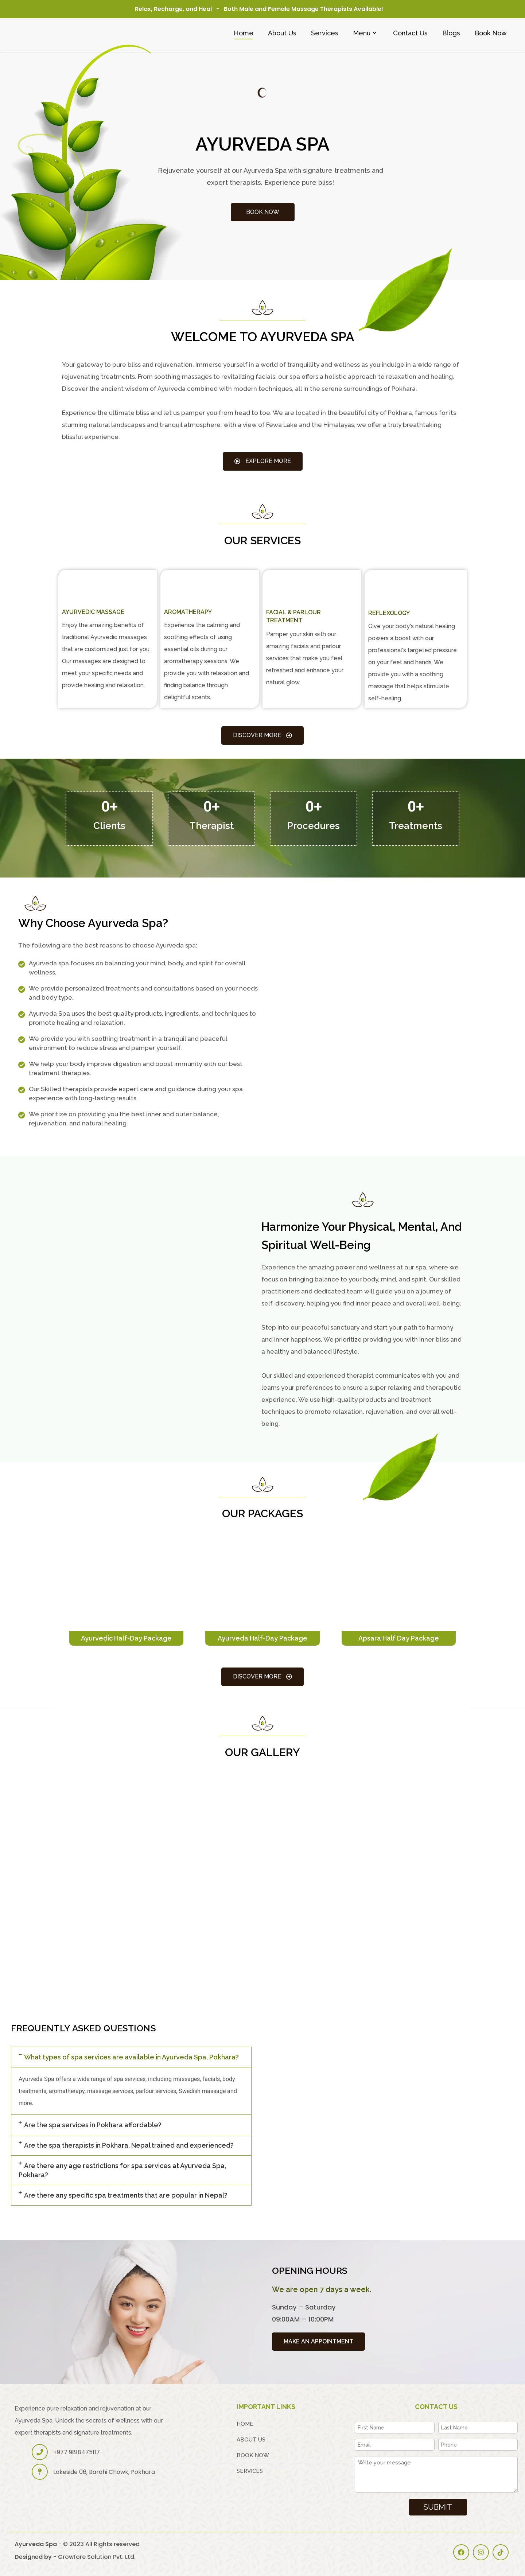 Relax, Recharge, and Heal ~ Both Male and Female Massage Therapists Available!
Home
About Us
Services
Menu
Contact Us
Blogs
Book Now
AYURVEDA SPA
Rejuvenate yourself at our Ayurveda Spa with signature treatments and
expert therapists. Experience pure bliss!
BOOK NOW
WELCOME TO AYURVEDA SPA
Your gateway to pure bliss and rejuvenation. Immerse yourself in a world of tranquillity and wellness as you indulge in a wide range of
rejuvenating treatments. From soothing massages to revitalizing facials, our spa offers a holistic approach to relaxation and healing.
Discover the ancient wisdom of Ayurveda combined with modern techniques, all in the serene surroundings of Pokhara.
Experience the ultimate bliss and let us pamper you from head to toe. We are located in the beautiful city of Pokhara, famous for its
stunning natural landscapes and tranquil atmosphere. with a view of Fewa Lake and the Himalayas, we offer a truly breathtaking
blissful experience.
EXPLORE MORE
OUR SERVICES
AYURVEDIC MASSAGE
Enjoy the amazing benefits of
traditional Ayurvedic massages
that are customized just for you.
Our massages are designed to
meet your specific needs and
provide healing and relaxation.
AROMATHERAPY
Experience the calming and
soothing effects of using
essential oils during our
aromatherapy sessions. We
provide you with relaxation and
finding balance through
delightful scents.
FACIAL & PARLOUR
TREATMENT
Pamper your skin with our
amazing facials and parlour
services that make you feel
refreshed and enhance your
natural glow.
REFLEXOLOGY
Give your body's natural healing
powers a boost with our
professional's targeted pressure
on your feet and hands. We
provide you with a soothing
massage that helps stimulate
self-healing.
DISCOVER MORE
0+
Clients
0+
Therapist
0+
Procedures
0+
Treatments
Why Choose Ayurveda Spa?
The following are the best reasons to choose Ayurveda spa:
Ayurveda spa focuses on balancing your mind, body, and spirit for overall
wellness.
We provide personalized treatments and consultations based on your needs
and body type.
Ayurveda Spa uses the best quality products, ingredients, and techniques to
promote healing and relaxation.
We provide you with soothing treatment in a tranquil and peaceful
environment to reduce stress and pamper yourself.
We help your body improve digestion and boost immunity with our best
treatment therapies.
Our Skilled therapists provide expert care and guidance during your spa
experience with long-lasting results.
We prioritize on providing you the best inner and outer balance,
rejuvenation, and natural healing.
Harmonize Your Physical, Mental, And
Spiritual Well-Being
Experience the amazing power and wellness at our spa, where we
focus on bringing balance to your body, mind, and spirit. Our skilled
practitioners and dedicated team will guide you on a journey of
self-discovery, helping you find inner peace and overall well-being.
Step into our peaceful sanctuary and start your path to harmony
and inner happiness. We prioritize providing you with inner bliss and
a healthy and balanced lifestyle.
Our skilled and experienced therapist communicates with you and
learns your preferences to ensure a super relaxing and therapeutic
experience. We use high-quality products and treatment
techniques to promote relaxation, rejuvenation, and overall well-
being.
OUR PACKAGES
Ayurvedic Half-Day Package
Ayurveda Half-Day Package
Apsara Half Day Package
DISCOVER MORE
OUR GALLERY
FREQUENTLY ASKED QUESTIONS
− What types of spa services are available in Ayurveda Spa, Pokhara?
Ayurveda Spa offers a wide range of spa services, including massages, facials, body
treatments, aromatherapy, massage services, parlour services, Swedish massage and
more.
+ Are the spa services in Pokhara affordable?
+ Are the spa therapists in Pokhara, Nepal trained and experienced?
+ Are there any age restrictions for spa services at Ayurveda Spa,
Pokhara?
+ Are there any specific spa treatments that are popular in Nepal?
OPENING HOURS
We are open 7 days a week.
Sunday – Saturday
09:00AM – 10:00PM
MAKE AN APPOINTMENT
Experience pure relaxation and rejuvenation at our
Ayurveda Spa. Unlock the secrets of wellness with our
expert therapists and signature treatments.
+977 9818475117
Lakeside 06, Barahi Chowk, Pokhara
IMPORTANT LINKS
HOME
ABOUT US
BOOK NOW
SERVICES
CONTACT US
First Name
Last Name
Email
Phone
Write your message
SUBMIT
Ayurveda Spa - © 2023 All Rights reserved
Designed by - Growfore Solution Pvt. Ltd.